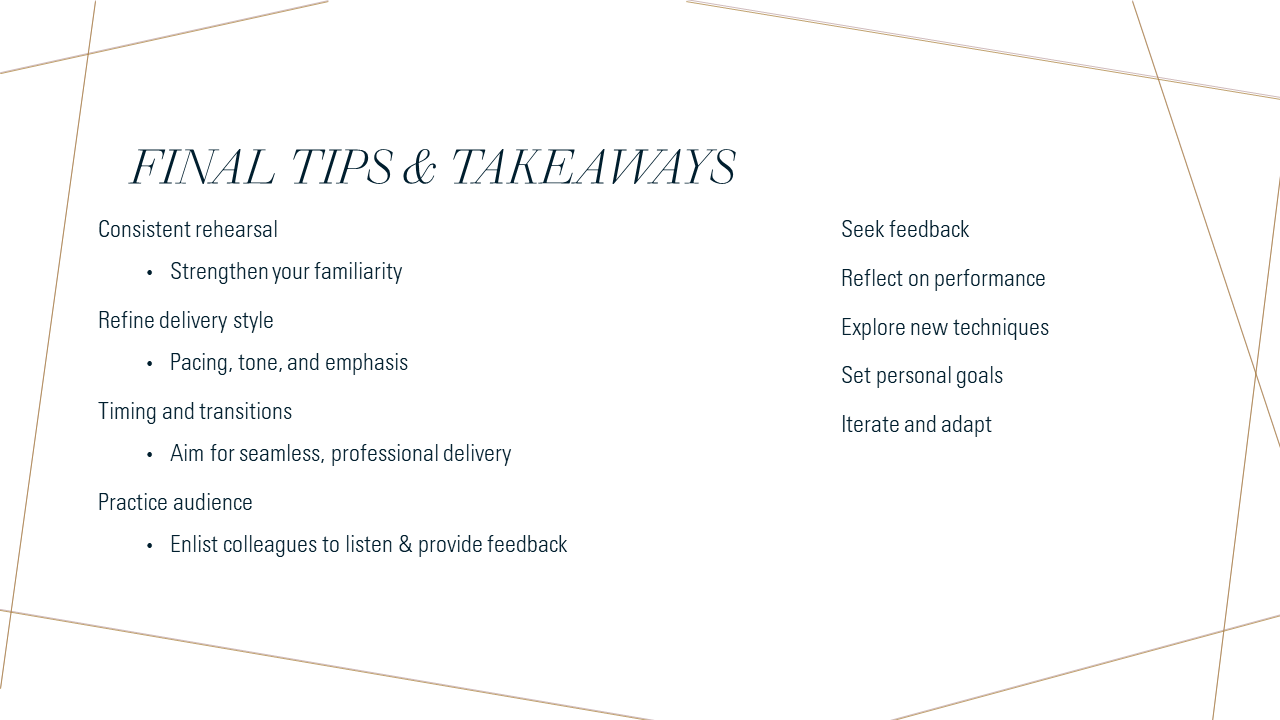 FINAL TIPS & TAKEAWAYS
Consistent rehearsal
• Strengthen your familiarity
Refine delivery style
• Pacing, tone, and emphasis
Timing and transitions
• Aim for seamless, professional delivery
Practice audience
• Enlist colleagues to listen & provide feedback
Seek feedback
Reflect on performance
Explore new techniques
Set personal goals
Iterate and adapt